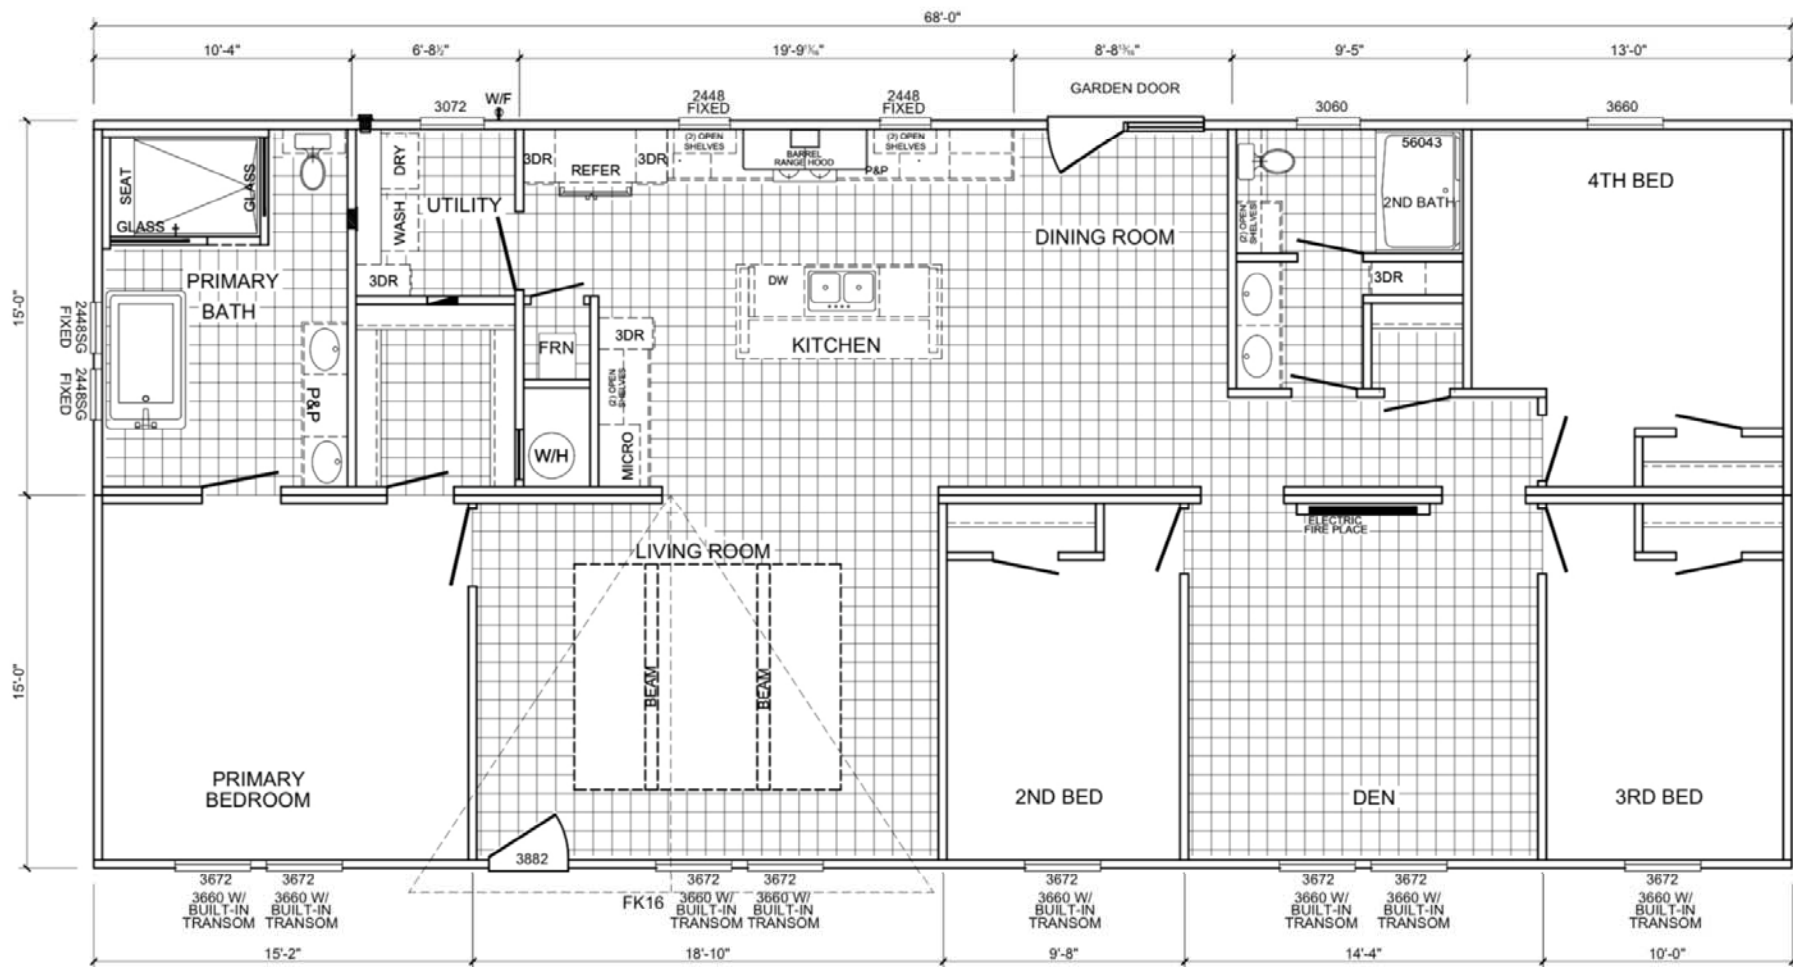 68'-0"
10'-4"
6'-8½"
19'-9⁵⁄₁₆"
8'-8¹³⁄₁₆"
9'-5"
13'-0"
3072
W/F
2448
FIXED
2448
FIXED
GARDEN DOOR
3060
3660
SEAT
GLASS
GLASS
DRY
WASH
UTILITY
3DR
3DR
REFER
3DR
(2) OPEN
SHELVES
BARREL
RANGE HOOD
(2) OPEN
SHELVES
P&P
DINING ROOM
(2) OPEN
SHELVES
56043
2ND BATH
3DR
4TH BED
PRIMARY
BATH
15'-0"
2448SG
FIXED
2448SG
FIXED
P&P
FRN
W/H
3DR
(2) OPEN
SHELVES
MICRO
DW
KITCHEN
ELECTRIC
FIRE PLACE
LIVING ROOM
BEAM
BEAM
15'-0"
PRIMARY
BEDROOM
2ND BED
DEN
3RD BED
3882
FK16
3672
3660 W/
BUILT-IN
TRANSOM
3672
3660 W/
BUILT-IN
TRANSOM
3672
3660 W/
BUILT-IN
TRANSOM
3672
3660 W/
BUILT-IN
TRANSOM
3672
3660 W/
BUILT-IN
TRANSOM
3672
3660 W/
BUILT-IN
TRANSOM
3672
3660 W/
BUILT-IN
TRANSOM
3672
3660 W/
BUILT-IN
TRANSOM
15'-2"
18'-10"
9'-8"
14'-4"
10'-0"